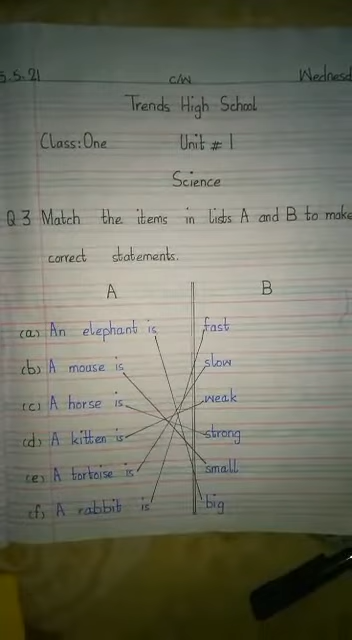 5.5.21 CW Wednesd
Trends High School
Class: One Unit # 1
Science
Q 3 Match the items in lists A and B to make
correct statements.
A B
(a) An elephant is fast
(b) A mouse is slow
(c) A horse is weak
(d) A kitten is strong
(e) A tortoise is small
(f) A rabbit is big